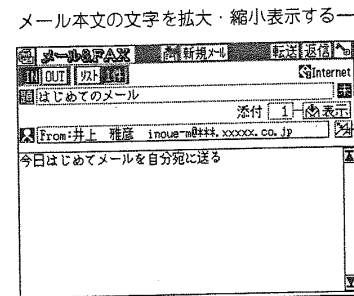 メール本文の文字を拡大・縮小表示する
メール&FAX 新規メール 転送 返信
IN OUT リスト 1件 Internet
題 はじめてのメール
添付 1 表示
From:井上 雅彦 inoue-m@***.xxxxx.co.jp
今日はじめてメールを自分宛に送る